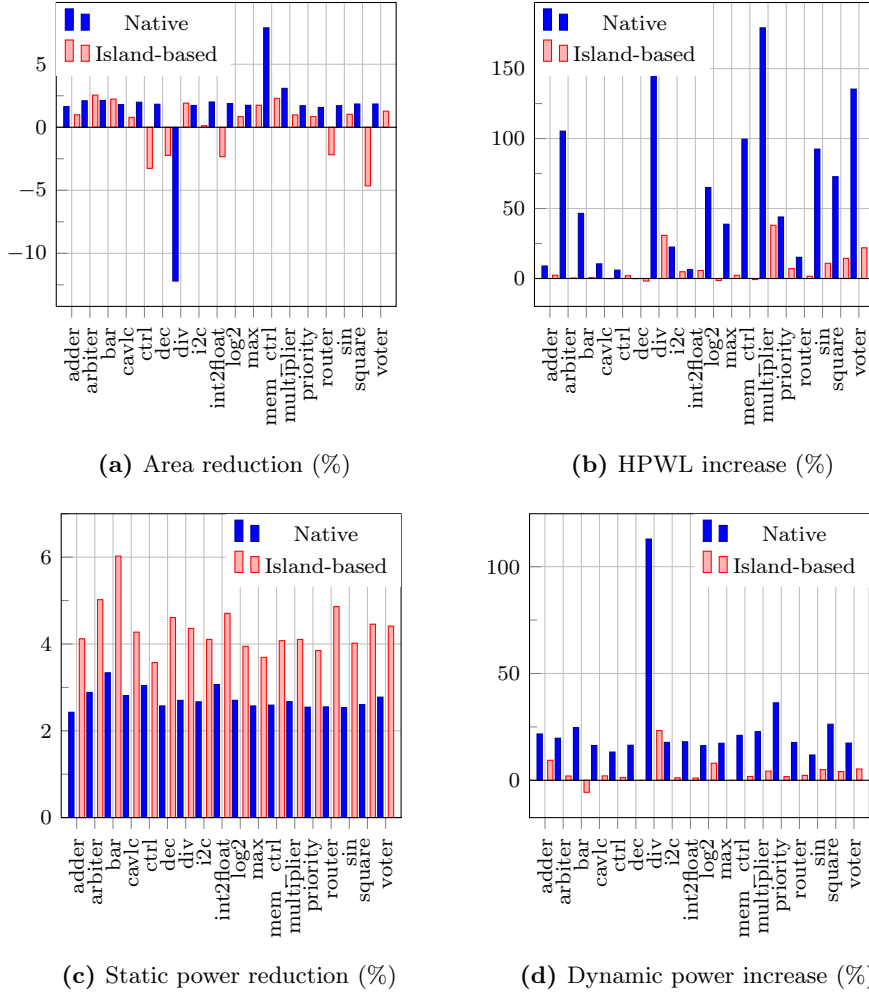 Native
Island-based
5
0
−5
−10
adder
arbiter
bar
cavlc
ctrl
dec
div
i2c
int2float
log2
max
mem_ctrl
multiplier
priority
router
sin
square
voter
(a) Area reduction (%)
Native
Island-based
150
100
50
0
adder
arbiter
bar
cavlc
ctrl
dec
div
i2c
int2float
log2
max
mem_ctrl
multiplier
priority
router
sin
square
voter
(b) HPWL increase (%)
Native
Island-based
6
4
2
0
adder
arbiter
bar
cavlc
ctrl
dec
div
i2c
int2float
log2
max
mem_ctrl
multiplier
priority
router
sin
square
voter
(c) Static power reduction (%)
Native
Island-based
100
50
0
adder
arbiter
bar
cavlc
ctrl
dec
div
i2c
int2float
log2
max
mem_ctrl
multiplier
priority
router
sin
square
voter
(d) Dynamic power increase (%)